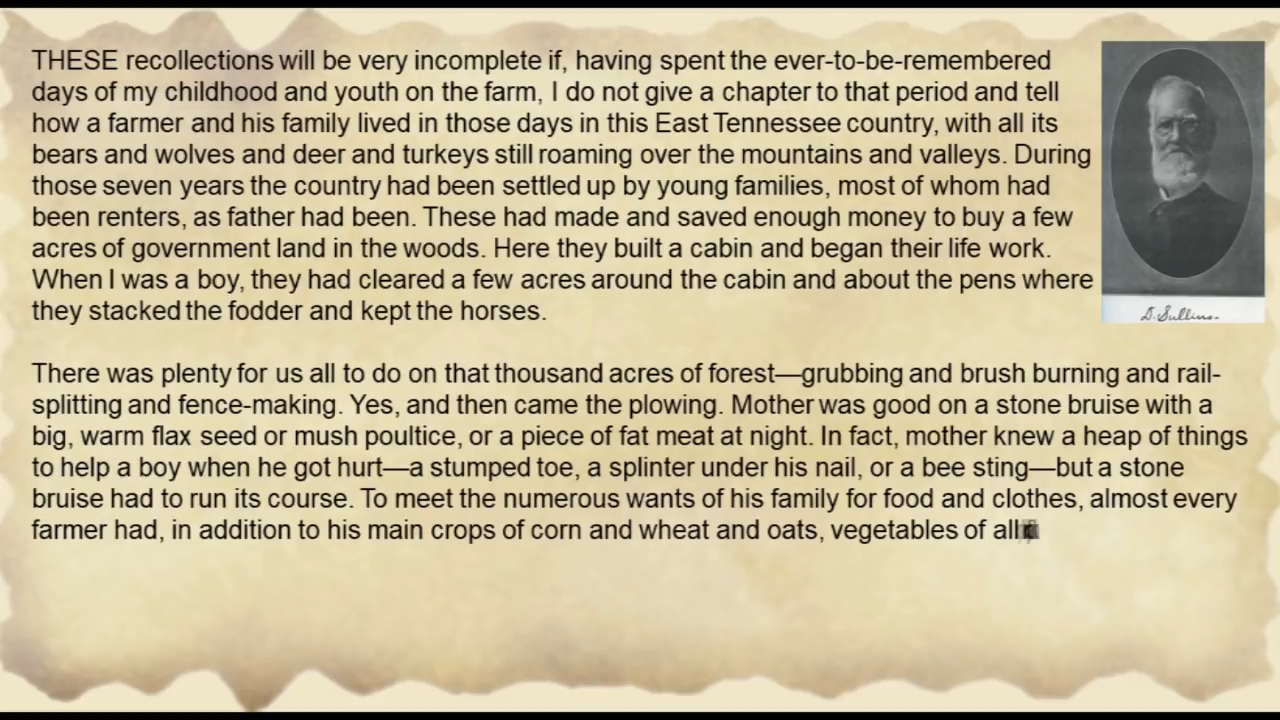 THESE recollections will be very incomplete if, having spent the ever-to-be-remembered
days of my childhood and youth on the farm, I do not give a chapter to that period and tell
how a farmer and his family lived in those days in this East Tennessee country, with all its
bears and wolves and deer and turkeys still roaming over the mountains and valleys. During
those seven years the country had been settled up by young families, most of whom had
been renters, as father had been. These had made and saved enough money to buy a few
acres of government land in the woods. Here they built a cabin and began their life work.
When I was a boy, they had cleared a few acres around the cabin and about the pens where
they stacked the fodder and kept the horses.
D. Sullins.
There was plenty for us all to do on that thousand acres of forest—grubbing and brush burning and rail-
splitting and fence-making. Yes, and then came the plowing. Mother was good on a stone bruise with a
big, warm flax seed or mush poultice, or a piece of fat meat at night. In fact, mother knew a heap of things
to help a boy when he got hurt—a stumped toe, a splinter under his nail, or a bee sting—but a stone
bruise had to run its course. To meet the numerous wants of his family for food and clothes, almost every
farmer had, in addition to his main crops of corn and wheat and oats, vegetables of all